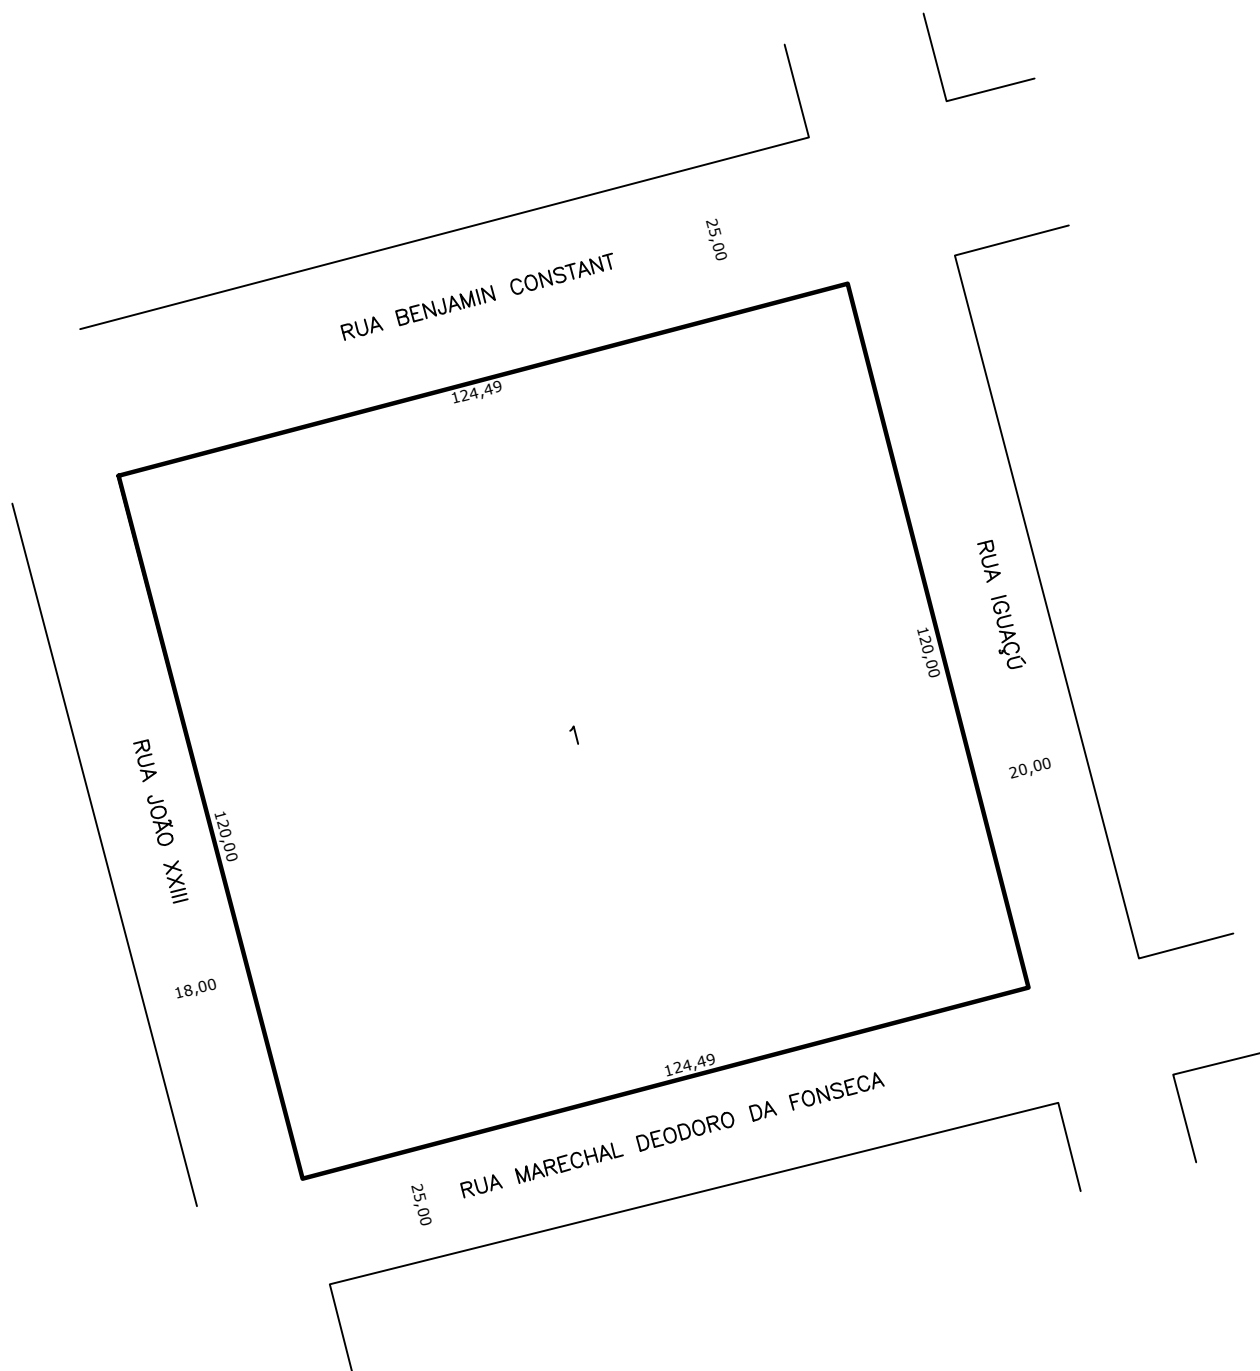 25,00
RUA BENJAMIN CONSTANT
124,49
RUA IGUAÇÚ
120,00
1
20,00
RUA JOÃO XXIII
120,00
18,00
124,49
RUA MARECHAL DEODORO DA FONSECA
25,00